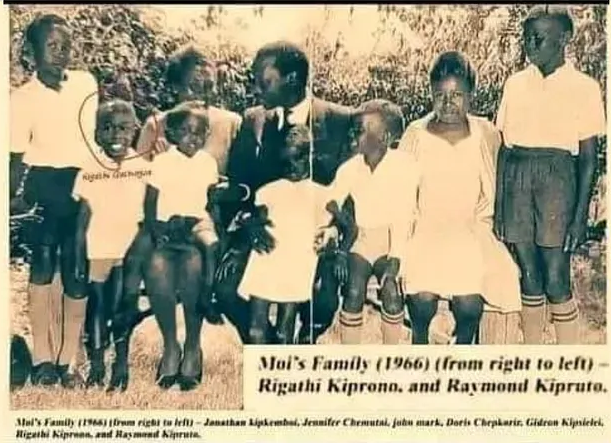 Rigathi Gachagua
Moi's Family (1966) (from right to left) –
Rigathi Kiprono, and Raymond Kipruto.
Moi's Family (1966) (from right to left) – Jonathan kipkemboi, Jennifer Chemutai, john mark, Doris Chepkorir, Gideon Kipsielei,
Rigathi Kiprono, and Raymond Kipruto.